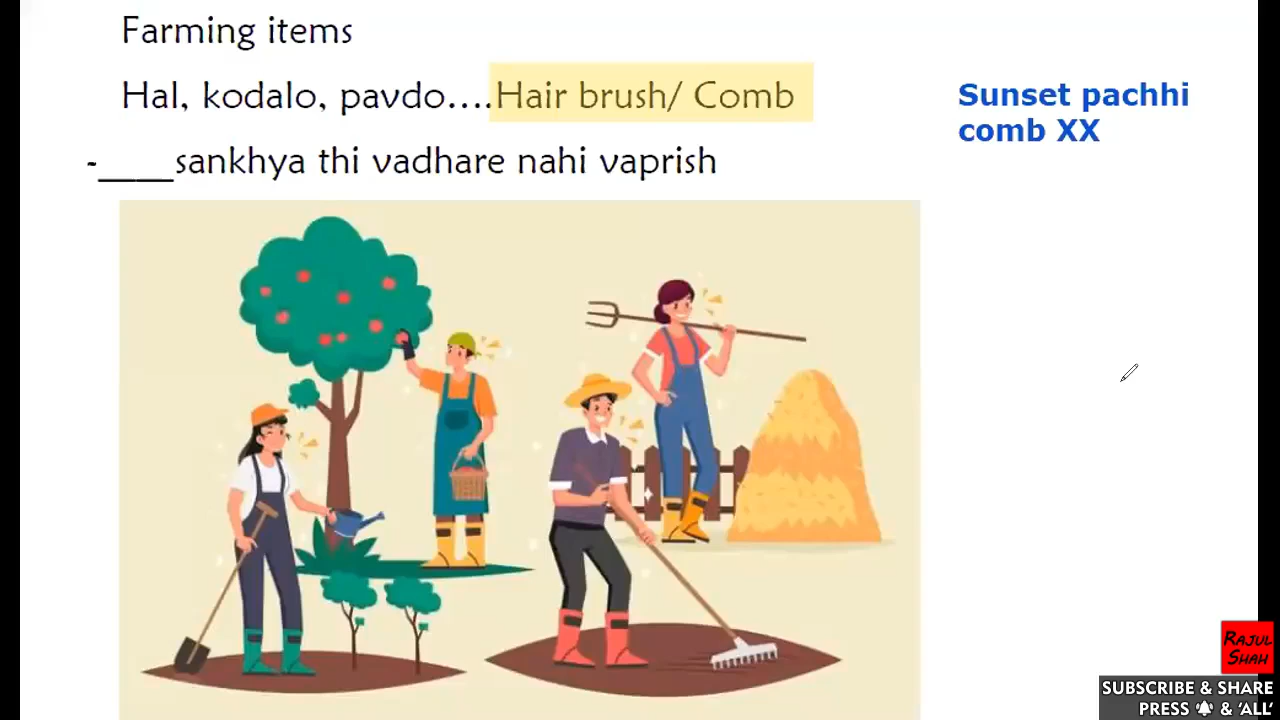 Farming items
Hal, kodalo, pavdo....Hair brush/ Comb
-____sankhya thi vadhare nahi vaprish
Sunset pachhi
comb XX
RAJUL
SHAH
SUBSCRIBE & SHARE
PRESS 🔔 & 'ALL'